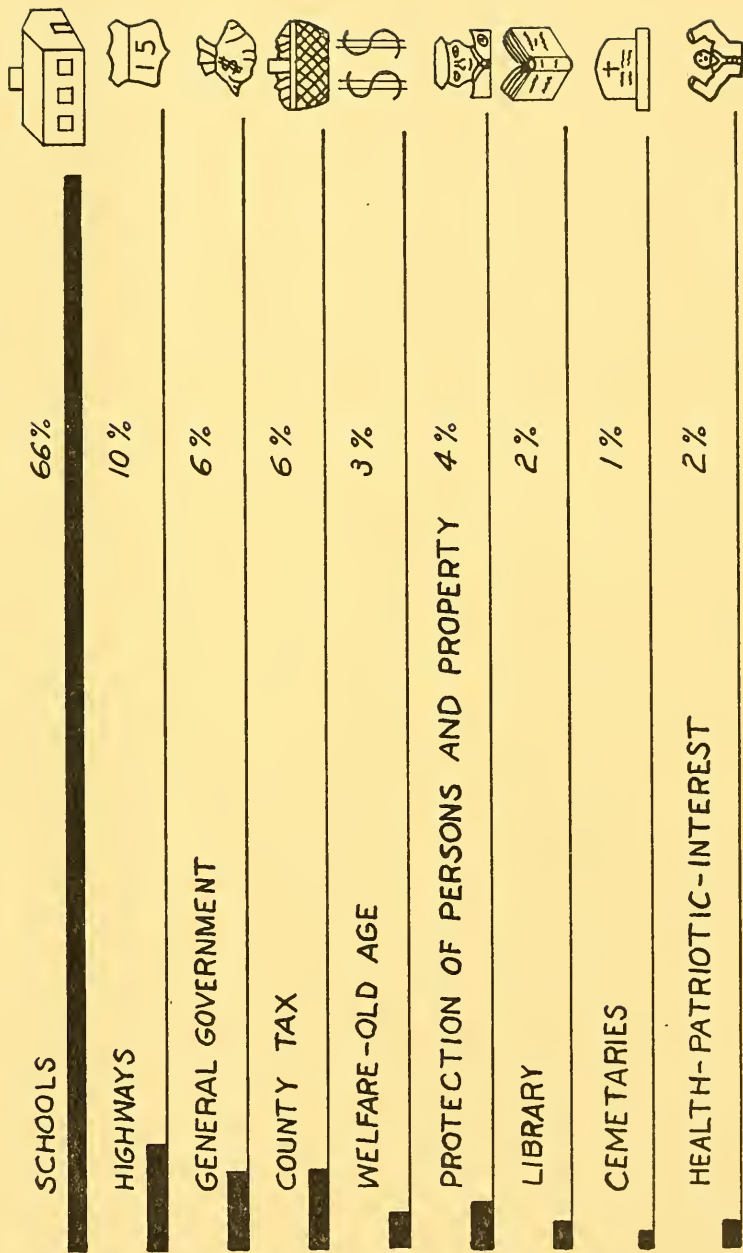 SCHOOLS 66%
15
HIGHWAYS 10%
GENERAL GOVERNMENT 6%
$
COUNTY TAX 6%
WELFARE-OLD AGE 3%
$ $
PROTECTION OF PERSONS AND PROPERTY 4%
LIBRARY 2%
CEMETARIES 1%
HEALTH-PATRIOTIC-INTEREST 2%